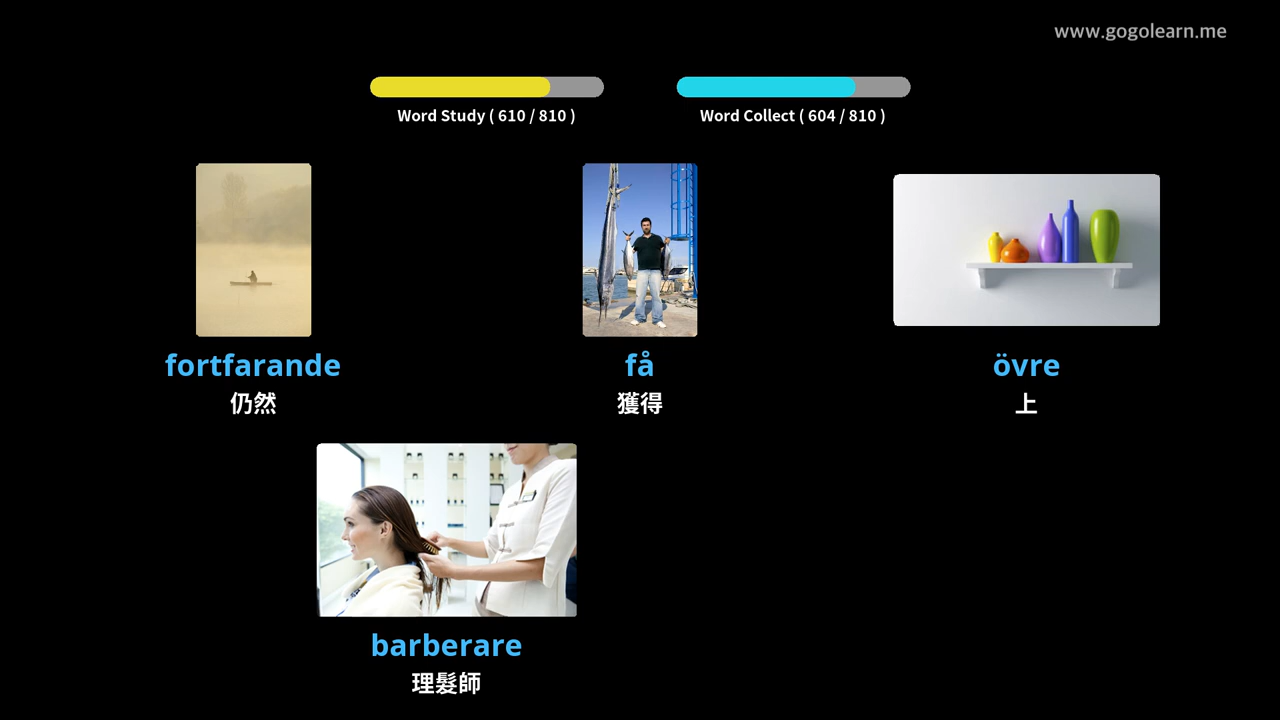 www.gogolearn.me
Word Study ( 610 / 810 )
Word Collect ( 604 / 810 )
fortfarande
仍然
få
獲得
övre
上
barberare
理髮師